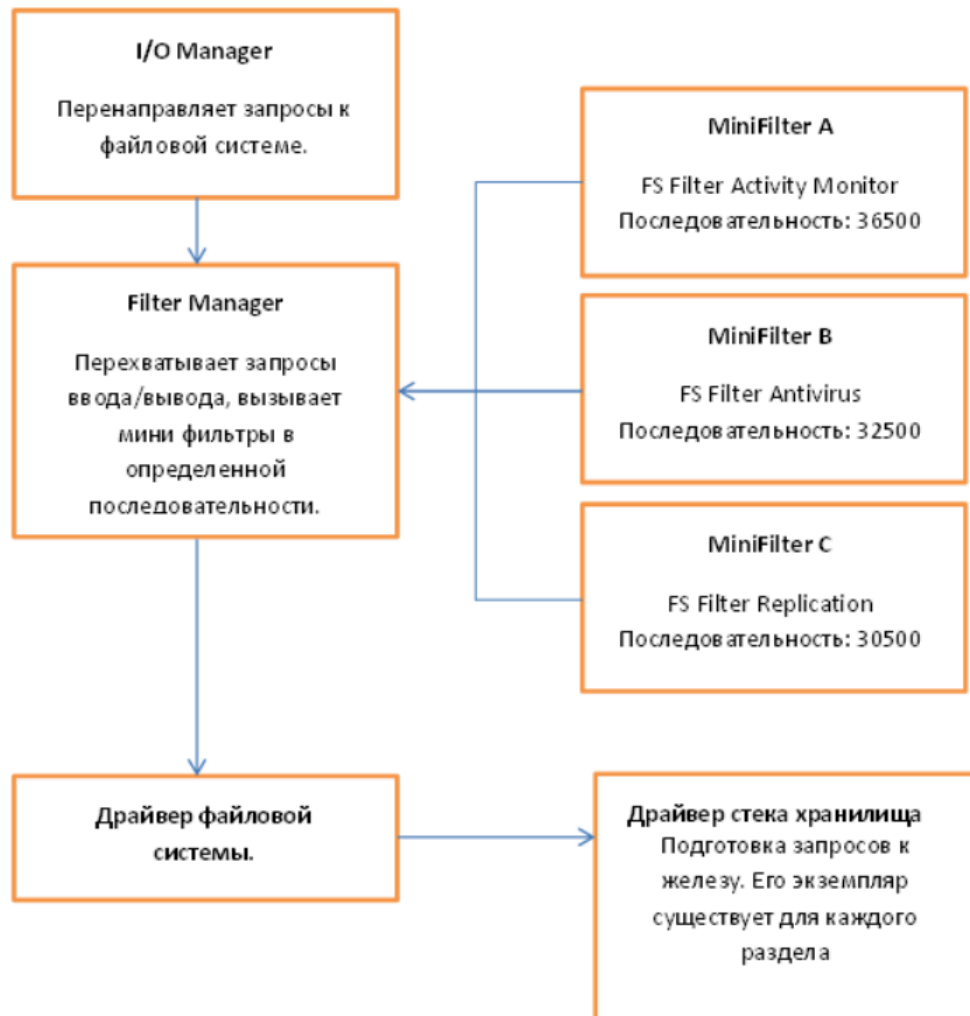 I/O Manager
Перенаправляет запросы к
файловой системе.
Filter Manager
Перехватывает запросы
ввода/вывода, вызывает
мини фильтры в
определенной
последовательности.
MiniFilter A
FS Filter Activity Monitor
Последовательность: 36500
MiniFilter B
FS Filter Antivirus
Последовательность: 32500
MiniFilter C
FS Filter Replication
Последовательность: 30500
Драйвер файловой
системы.
Драйвер стека хранилища
Подготовка запросов к
железу. Его экземпляр
существует для каждого
раздела